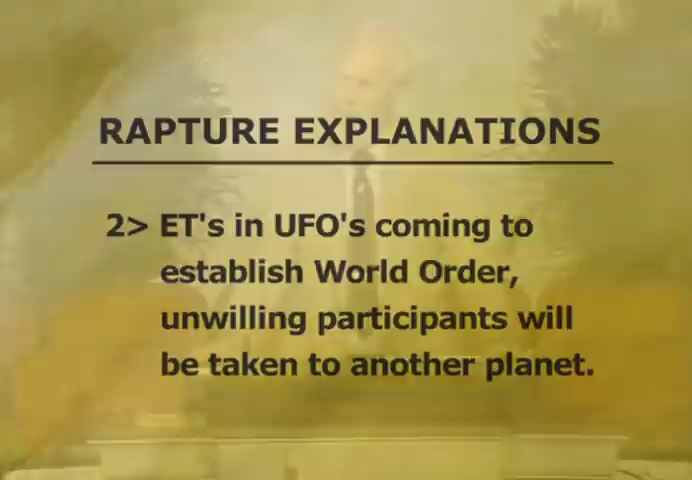 RAPTURE EXPLANATIONS
2> ET's in UFO's coming to
establish World Order,
unwilling participants will
be taken to another planet.